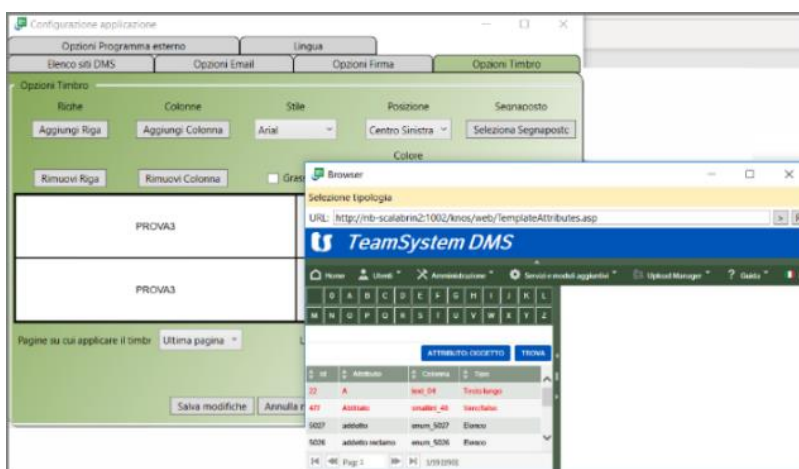 Configurazione applicazione
Opzioni Programma esterno
Lingua
Elenco siti DMS
Opzioni Email
Opzioni Firma
Opzioni Timbro
Opzioni Timbro
Righe
Colonne
Stile
Posizione
Segnaposto
Aggiungi Riga
Aggiungi Colonna
Arial
Centro Sinistra
Seleziona Segnaposto
Colore
Rimuovi Riga
Rimuovi Colonna
Grass
PROVA3
PROVA3
Pagine su cui applicare il timbr
Ultima pagina
Salva modifiche
Annulla
Browser
Selezione tipologia
URL: http://nb-scalabrin2:1002/knos/web/TemplateAttributes.asp
TeamSystem DMS
Home Utenti Amministrazione Servizi e moduli aggiuntivi Upload Manager ? Guida
0 A B C D E F G H I J K L
M N O P Q R S T U V W X Y Z
ATTRIBUTO: OGGETTO TROVA
Id Attributo Colonna Tipo
22 A text_04 Testo lungo
477 Abilitato smallint_40 Vero/falso
5027 addetto enum_5027 Elenco
5026 addetto reclamo enum_5026 Elenco
Pag: 1